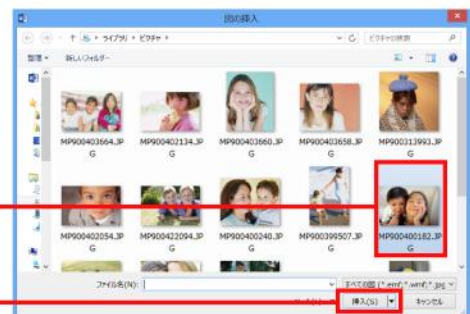 図の挿入
↑ ▸ ライブラリ ▸ ピクチャ ▸
ピクチャの検索
整理 ▾ 新しいフォルダー
MP900403664.JPG
MP900402134.JPG
MP900403660.JPG
MP900403658.JPG
MP900313993.JPG
MP900402054.JPG
MP900422094.JPG
MP900400240.JPG
MP900399507.JPG
MP900400182.JPG
ファイル名(N):
すべての図 (*.emf;*.wmf;*.jpg
挿入(S)
キャンセル